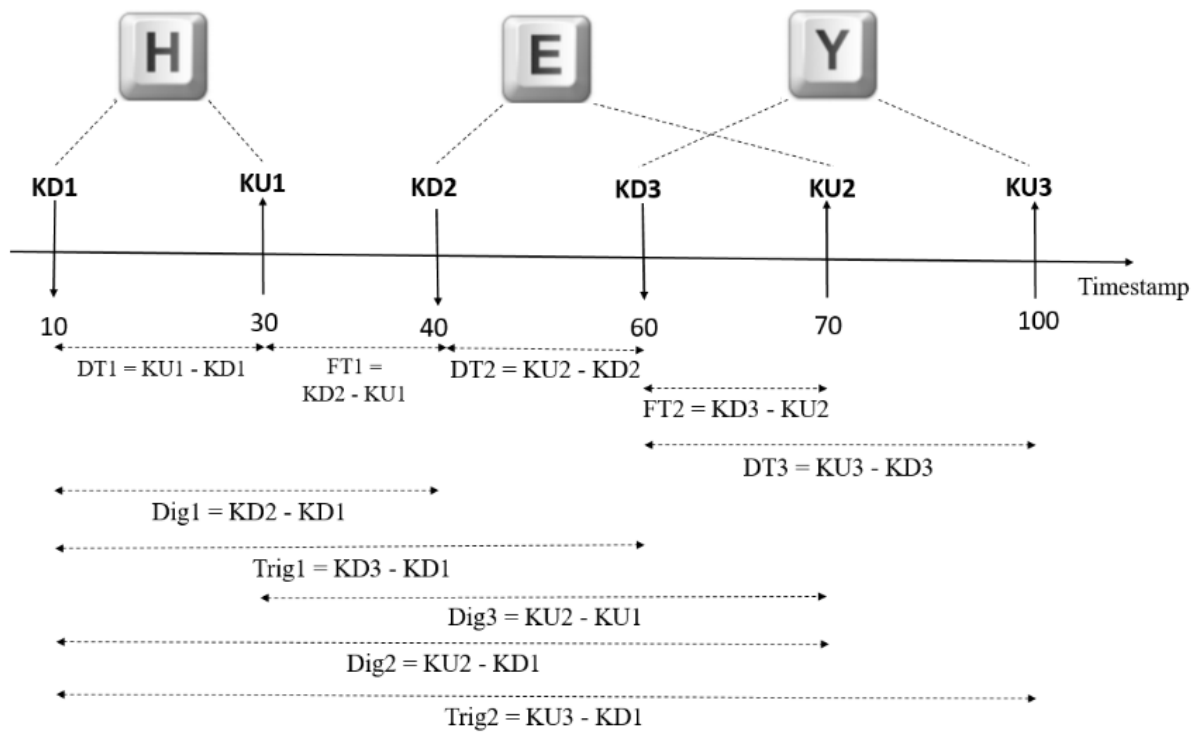 H
E
Y
KD1
KU1
KD2
KD3
KU2
KU3
Timestamp
10
30
40
60
70
100
DT1 = KU1 - KD1
FT1 =
KD2 - KU1
DT2 = KU2 - KD2
FT2 = KD3 - KU2
DT3 = KU3 - KD3
Dig1 = KD2 - KD1
Trig1 = KD3 - KD1
Dig3 = KU2 - KU1
Dig2 = KU2 - KD1
Trig2 = KU3 - KD1